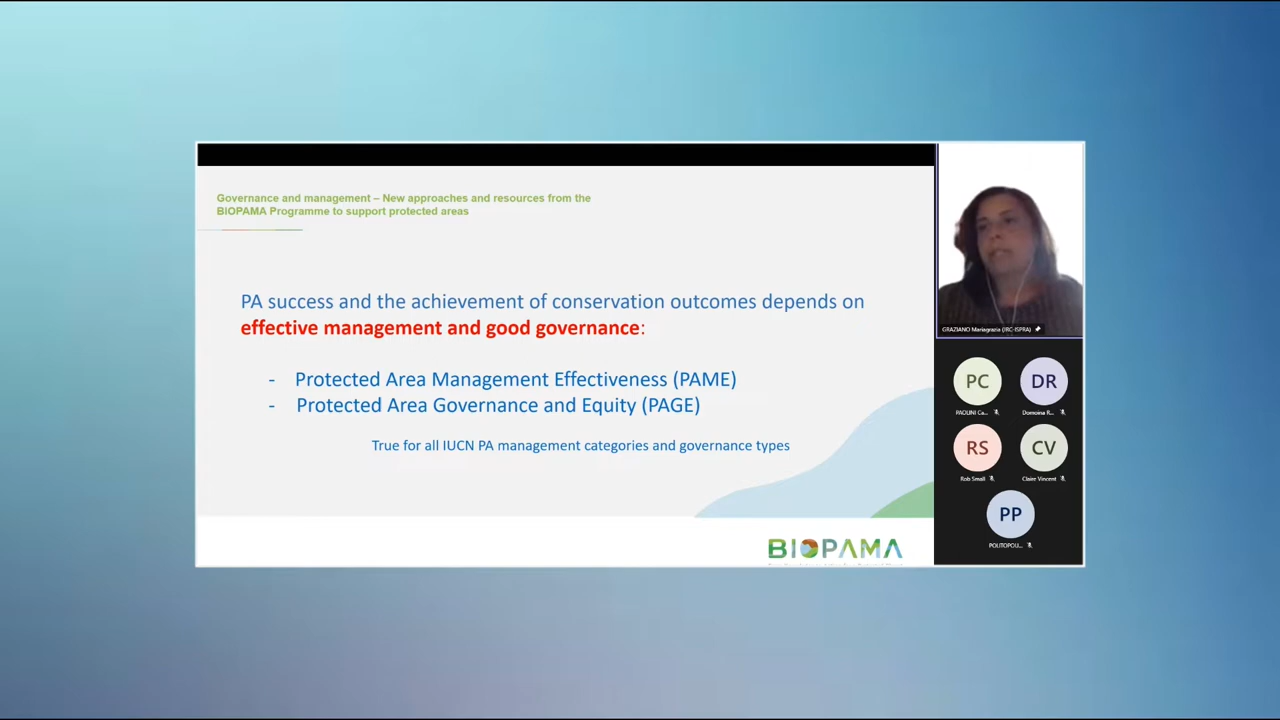 Governance and management – New approaches and resources from the
BIOPAMA Programme to support protected areas
PA success and the achievement of conservation outcomes depends on
effective management and good governance:
- Protected Area Management Effectiveness (PAME)
- Protected Area Governance and Equity (PAGE)
True for all IUCN PA management categories and governance types
BIOPAMA
GRAZIANO Mariagrazia (JRC-ISPRA)
PC
DR
PAOLINI Ca...
Domoina R...
RS
CV
Rob Small
Claire Vincent
PP
POLITOPOU...